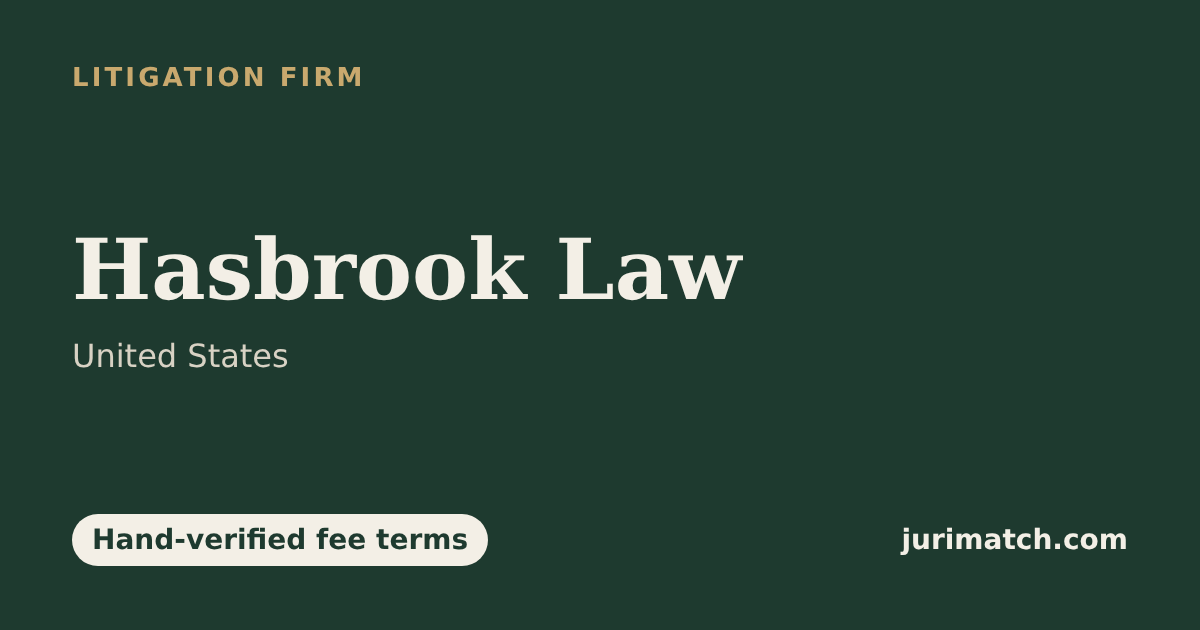 LITIGATION FIRM
Hasbrook Law
United States
Hand-verified fee terms
jurimatch.com